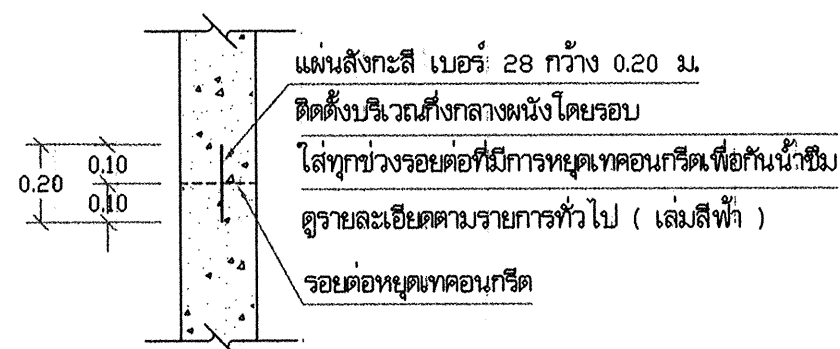 แผ่นสังกะสี เบอร์ 28 กว้าง 0.20 ม.
ติดตั้งบริเวณกึ่งกลางผนังโดยรอบ
ใส่ทุกช่วงรอยต่อที่มีการหยุดเทคอนกรีตเพื่อกันน้ำซึม
ดูรายละเอียดตามรายการทั่วไป ( เล่มสีฟ้า )
รอยต่อหยุดเทคอนกรีต
0.10
0.20
0.10